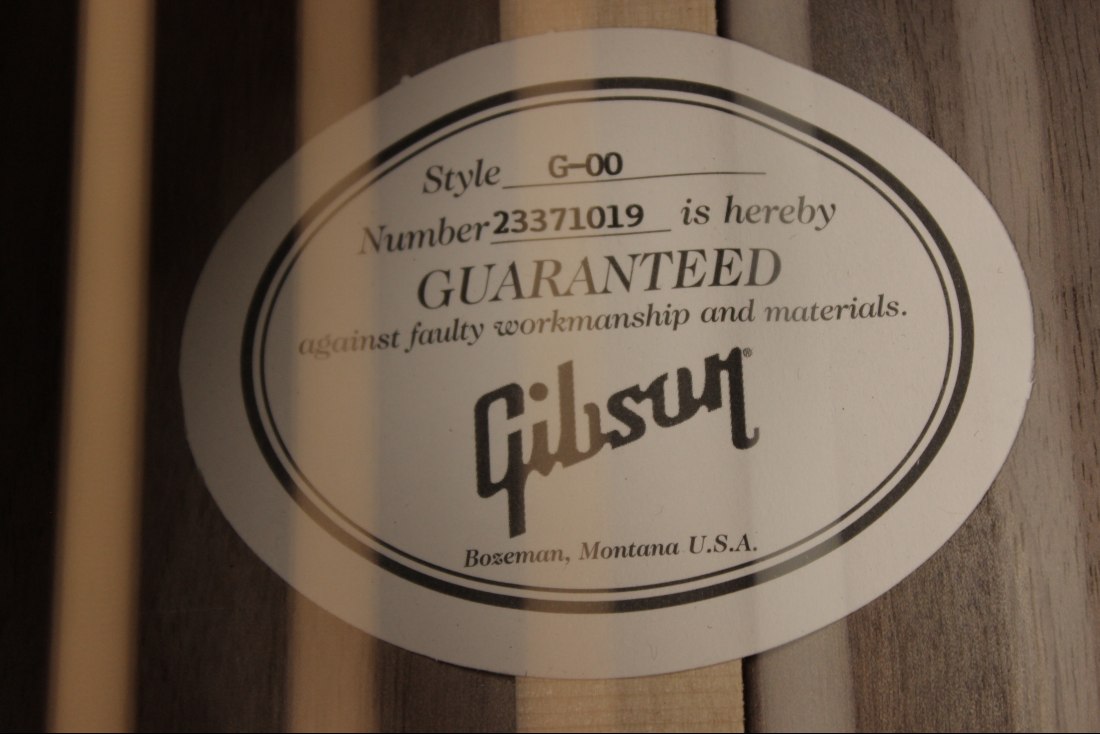 Style G-00
Number 23371019 is hereby
GUARANTEED
against faulty workmanship and materials.
Gibson®
Bozeman, Montana U.S.A.